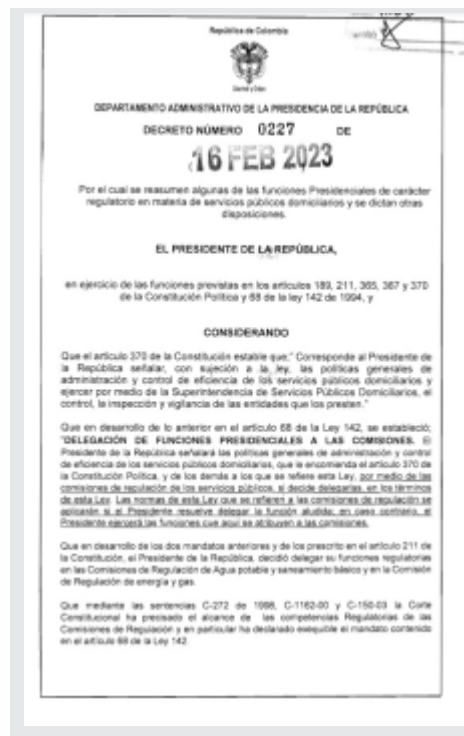 República de Colombia
Libertad y Orden
DEPARTAMENTO ADMINISTRATIVO DE LA PRESIDENCIA DE LA REPÚBLICA
DECRETO NÚMERO 0227 DE
16 FEB 2023
Por el cual se reasumen algunas de las funciones Presidenciales de carácter
regulatorio en materia de servicios públicos domiciliarios y se dictan otras
disposiciones.
EL PRESIDENTE DE LA REPÚBLICA,
en ejercicio de las funciones previstas en los artículos 189, 211, 365, 367 y 370
de la Constitución Política y 68 de la ley 142 de 1994, y
CONSIDERANDO
Que el artículo 370 de la Constitución estable que:" Corresponde al Presidente de
la República señalar, con sujeción a la ley, las políticas generales de
administración y control de eficiencia de los servicios públicos domiciliarios y
ejercer por medio de la Superintendencia de Servicios Públicos Domiciliarios, el
control, la inspección y vigilancia de las entidades que los presten."
Que en desarrollo de lo anterior en el artículo 68 de la Ley 142, se estableció;
"DELEGACIÓN DE FUNCIONES PRESIDENCIALES A LAS COMISIONES. El
Presidente de la República señalará las políticas generales de administración y control
de eficiencia de los servicios públicos domiciliarios, que le encomienda el artículo 370 de
la Constitución Política, y de los demás a los que se refiere esta Ley, por medio de las
comisiones de regulación de los servicios públicos, si decide delegarlas, en los términos
de esta Ley. Las normas de esta Ley que se refieren a las comisiones de regulación se
aplicarán si el Presidente resuelve delegar la función aludida; en caso contrario, el
Presidente ejercerá las funciones que aquí se atribuyen a las comisiones.
Que en desarrollo de los dos mandatos anteriores y de los prescrito en el artículo 211 de
la Constitución, el Presidente de la República, decidió delegar su funciones regulatorias
en las Comisiones de Regulación de Agua potable y saneamiento básico y en la Comisión
de Regulación de energía y gas.
Que mediante las sentencias C-272 de 1998, C-1162-00 y C-150-03 la Corte
Constitucional ha precisado el alcance de las competencias Regulatorias de las
Comisiones de Regulación y en particular ha declarado exequible el mandato contenido
en el artículo 68 de la Ley 142.